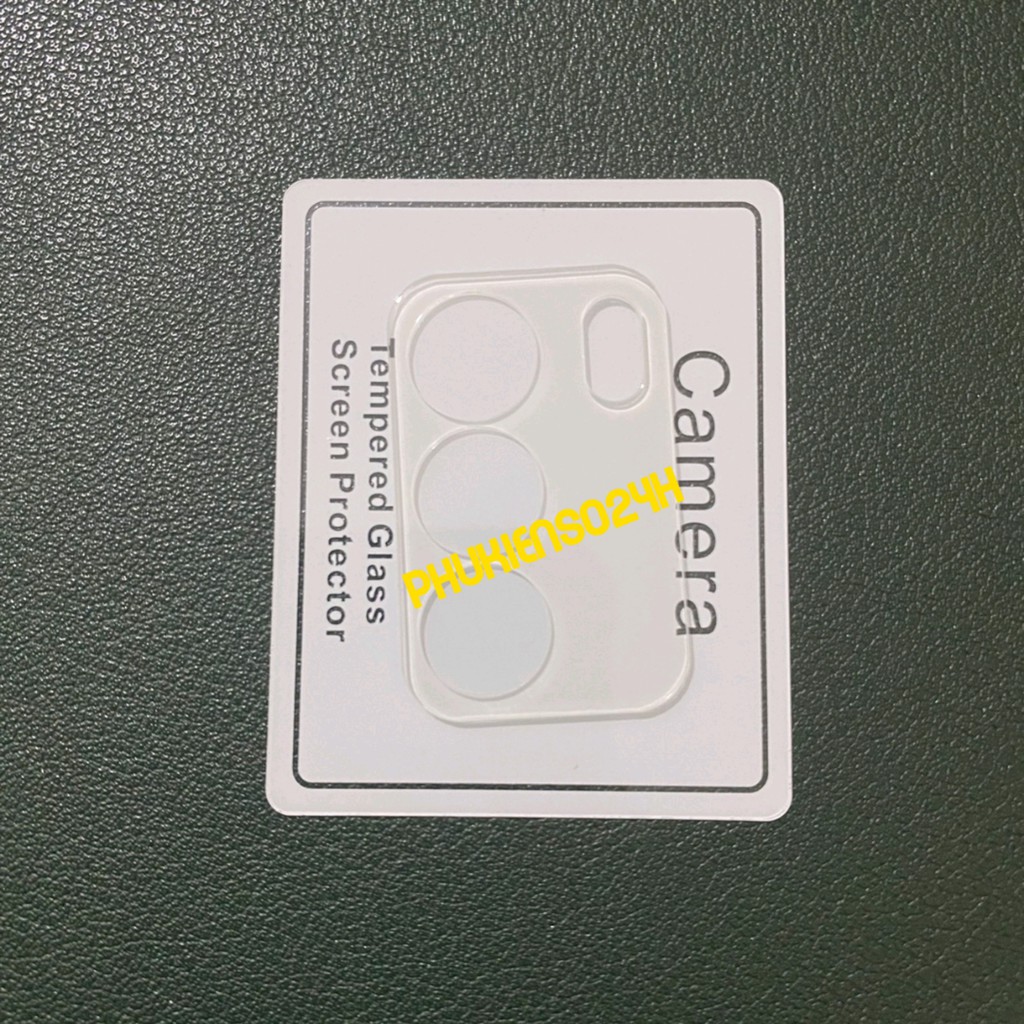 Camera
PHUKIENSO24H
Tempered Glass
Screen Protector